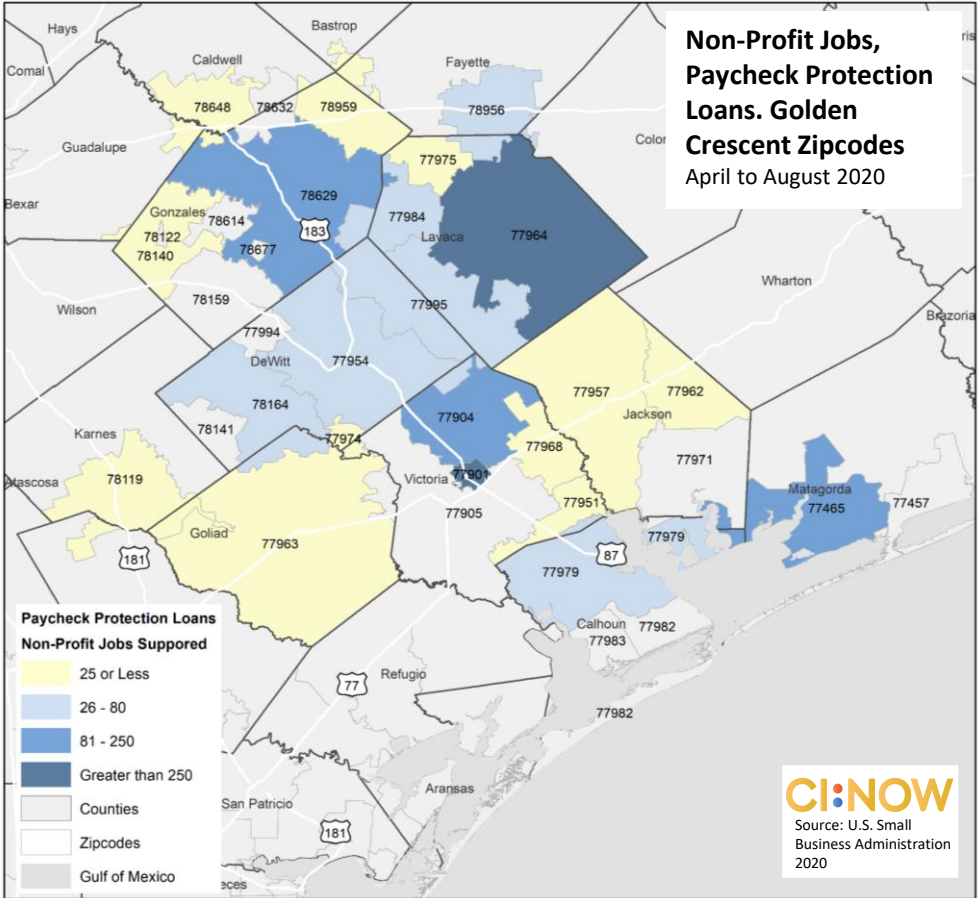 Non-Profit Jobs,
Paycheck Protection
Loans. Golden
Crescent Zipcodes
April to August 2020
Hays
Bastrop
Comal
Caldwell
Fayette
78648
78632
78959
78956
Guadalupe
Color
77975
Bexar
78629
Gonzales
78614
183
77984
Lavaca
77964
78122
78140
78677
Wharton
78159
Wilson
77995
77994
Brazoria
DeWitt
77954
77957
77962
78164
77904
Jackson
78141
77974
77968
Karnes
77971
78119
Victoria
77901
Atascosa
Matagorda
77465
77457
77951
77905
Goliad
77963
77979
87
181
77979
Calhoun
77982
77983
Refugio
77
77982
Aransas
San Patricio
181
eces
Paycheck Protection Loans
Non-Profit Jobs Suppored
25 or Less
26 - 80
81 - 250
Greater than 250
Counties
Zipcodes
Gulf of Mexico
CI:NOW
Source: U.S. Small
Business Administration
2020